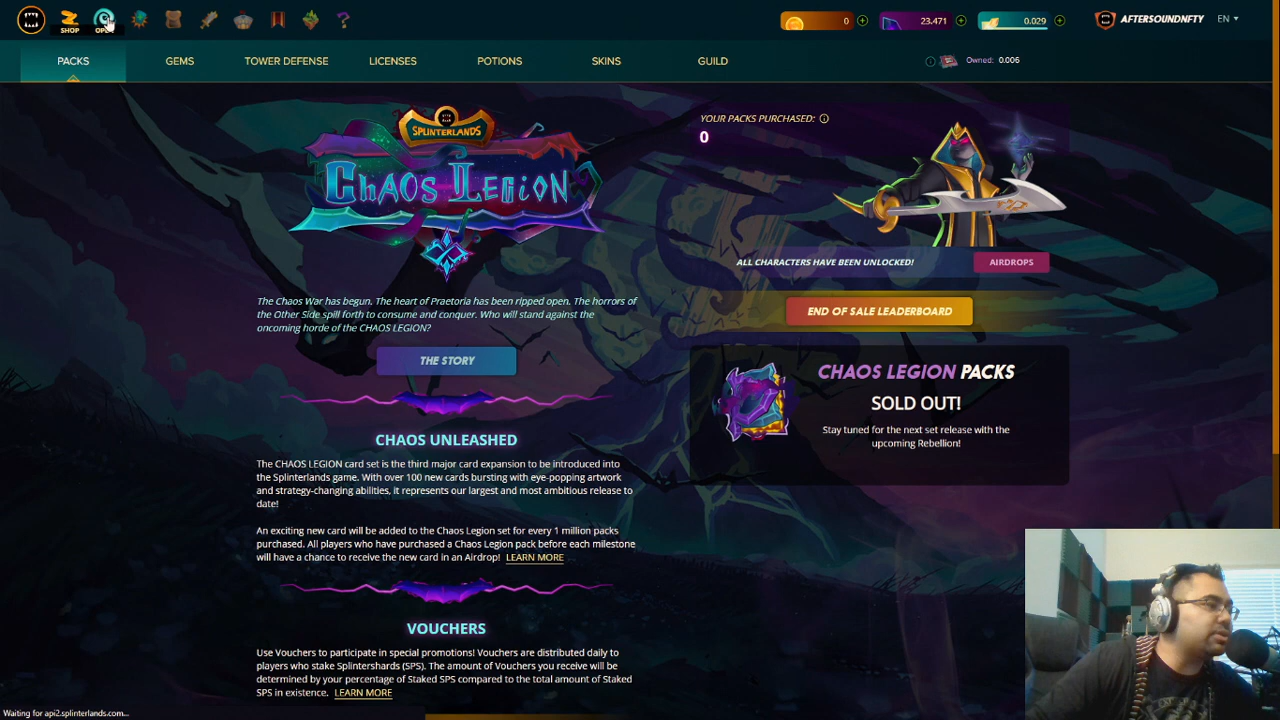 SHOP
OPEN
0
23.471
0.029
AFTERSOUNDNFTY
EN
PACKS
GEMS
TOWER DEFENSE
LICENSES
POTIONS
SKINS
GUILD
Owned: 0.006
SPLINTERLANDS
CHAOS LEGION
The Chaos War has begun. The heart of Praetoria has been ripped open. The horrors of
the Other Side spill forth to consume and conquer. Who will stand against the
oncoming horde of the CHAOS LEGION?
THE STORY
CHAOS UNLEASHED
The CHAOS LEGION card set is the third major card expansion to be introduced into
the Splinterlands game. With over 100 new cards bursting with eye-popping artwork
and strategy-changing abilities, it represents our largest and most ambitious release to
date!
An exciting new card will be added to the Chaos Legion set for every 1 million packs
purchased. All players who have purchased a Chaos Legion pack before each milestone
will have a chance to receive the new card in an Airdrop! LEARN MORE
VOUCHERS
Use Vouchers to participate in special promotions! Vouchers are distributed daily to
players who stake Splintershards (SPS). The amount of Vouchers you receive will be
determined by your percentage of Staked SPS compared to the total amount of Staked
SPS in existence. LEARN MORE
YOUR PACKS PURCHASED:
0
ALL CHARACTERS HAVE BEEN UNLOCKED!
AIRDROPS
END OF SALE LEADERBOARD
CHAOS LEGION PACKS
SOLD OUT!
Stay tuned for the next set release with the
upcoming Rebellion!
Waiting for api2.splinterlands.com...